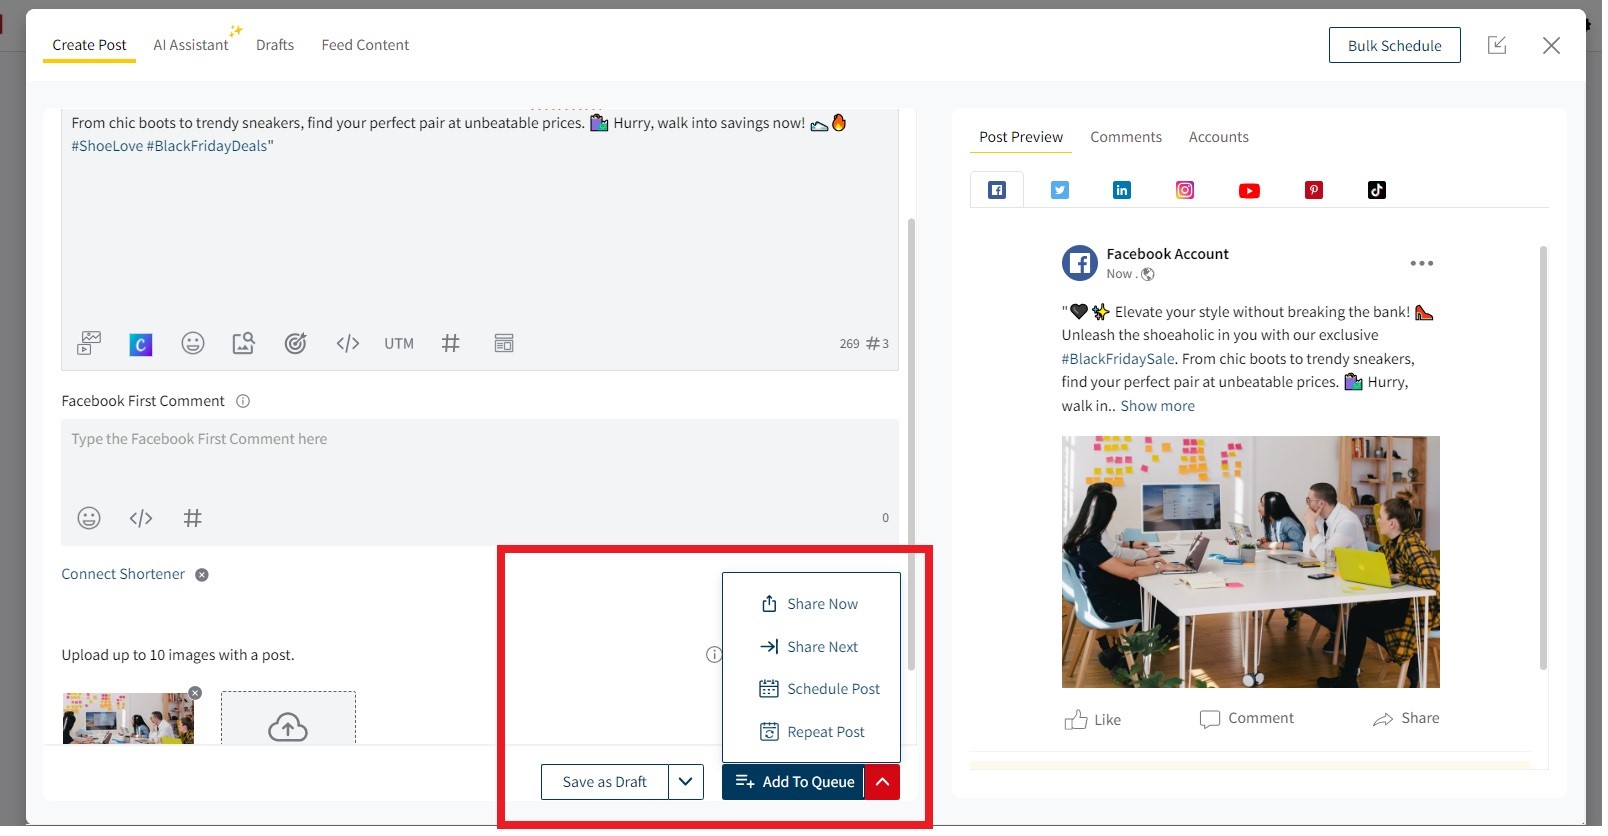 Create Post
AI Assistant
Drafts
Feed Content
Bulk Schedule
From chic boots to trendy sneakers, find your perfect pair at unbeatable prices. 🛍️ Hurry, walk into savings now! 👟🔥
#ShoeLove #BlackFridayDeals"
UTM
269 #3
Facebook First Comment
Type the Facebook First Comment here
0
Connect Shortener
Upload up to 10 images with a post.
Share Now
Share Next
Schedule Post
Repeat Post
Save as Draft
Add To Queue
Post Preview
Comments
Accounts
Facebook Account
Now .
"🖤 ✨ Elevate your style without breaking the bank! 👠
Unleash the shoeaholic in you with our exclusive
#BlackFridaySale. From chic boots to trendy sneakers,
find your perfect pair at unbeatable prices. 🛍️ Hurry,
walk in.. Show more
Like
Comment
Share